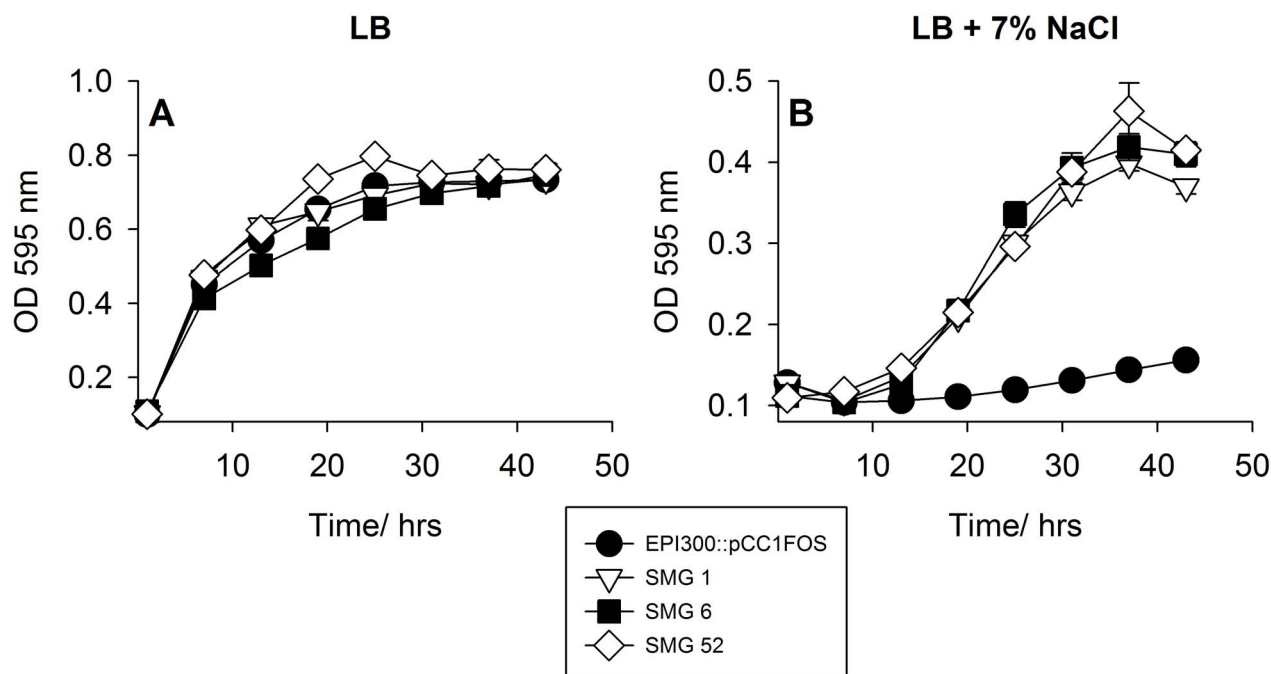 LB
A
1.0
0.8
0.6
0.4
0.2
OD 595 nm
10 20 30 40 50
Time/ hrs
LB + 7% NaCl
B
0.5
0.4
0.3
0.2
0.1
OD 595 nm
10 20 30 40 50
Time/ hrs
EPI300::pCC1FOS
SMG 1
SMG 6
SMG 52